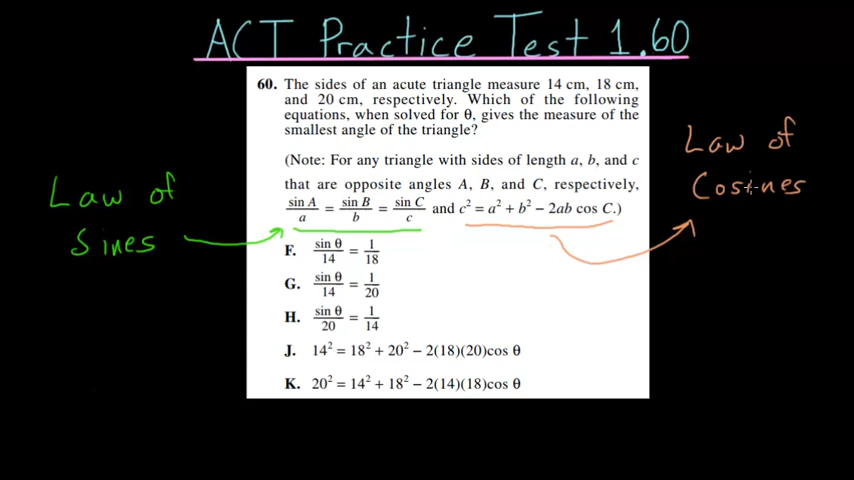 ACT Practice Test 1.60
60. The sides of an acute triangle measure 14 cm, 18 cm,
and 20 cm, respectively. Which of the following
equations, when solved for θ, gives the measure of the
smallest angle of the triangle?
(Note: For any triangle with sides of length a, b, and c
that are opposite angles A, B, and C, respectively,
sin A/a = sin B/b = sin C/c and c² = a² + b² − 2ab cos C.)
F. sin θ/14 = 1/18
G. sin θ/14 = 1/20
H. sin θ/20 = 1/14
J. 14² = 18² + 20² − 2(18)(20)cos θ
K. 20² = 14² + 18² − 2(14)(18)cos θ
Law of
Sines
Law of
Cosines